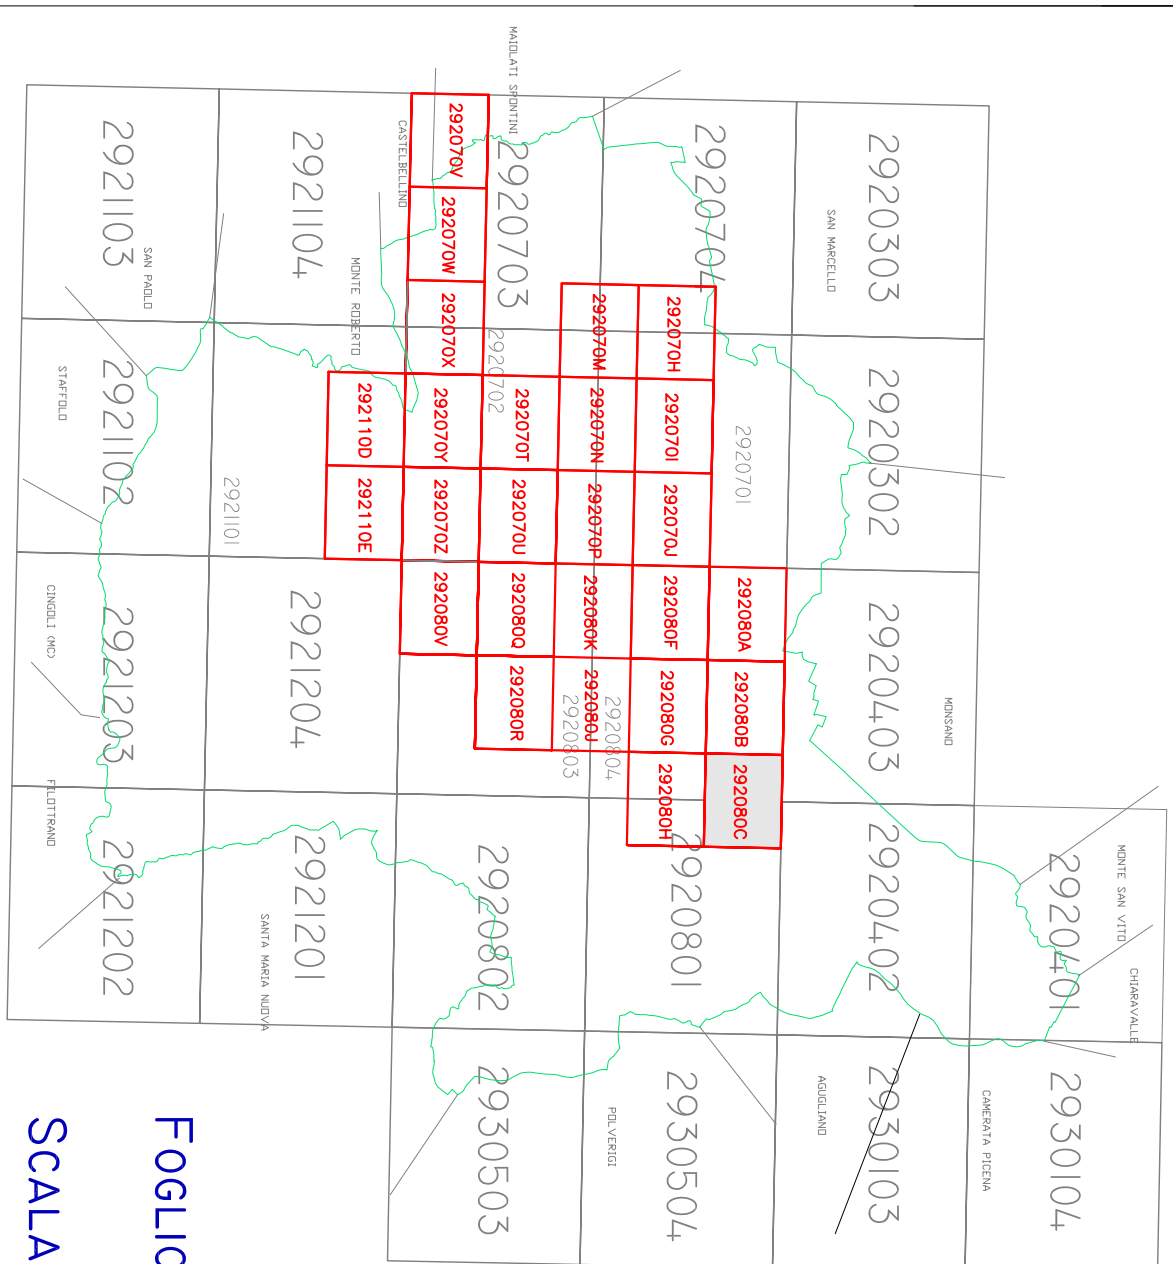 MONTE SAN VITO
CHIARAVALLE
2920401
2930104
CAMERATA PICENA
MONSANO
2920303
2920302
2920403
2920402
2930103
SAN MARCELLO
AGUGLIANO
2920701
292080A
292080B
292080C
2920704
2920801
2930504
292070H
292070I
292070J
292080F
292080G
292080H
2920804
POLVERIGI
292070M
292070N
292070P
292080K
292080J
2920803
MAIOLATI SPONTINI
2920703
2920702
292070T
292070U
292080Q
292080R
2920802
2930503
292070V
292070W
292070X
292070Y
292070Z
292080V
CASTELBELLINO
MONTE ROBERTO
292110D
292110E
2921104
2921204
2921201
SANTA MARIA NUOVA
2921101
FOGLIO
SAN PAOLO
2921103
2921102
2921203
2921202
STAFFOLO
CINGOLI (MC)
FILOTTRANO
SCALA